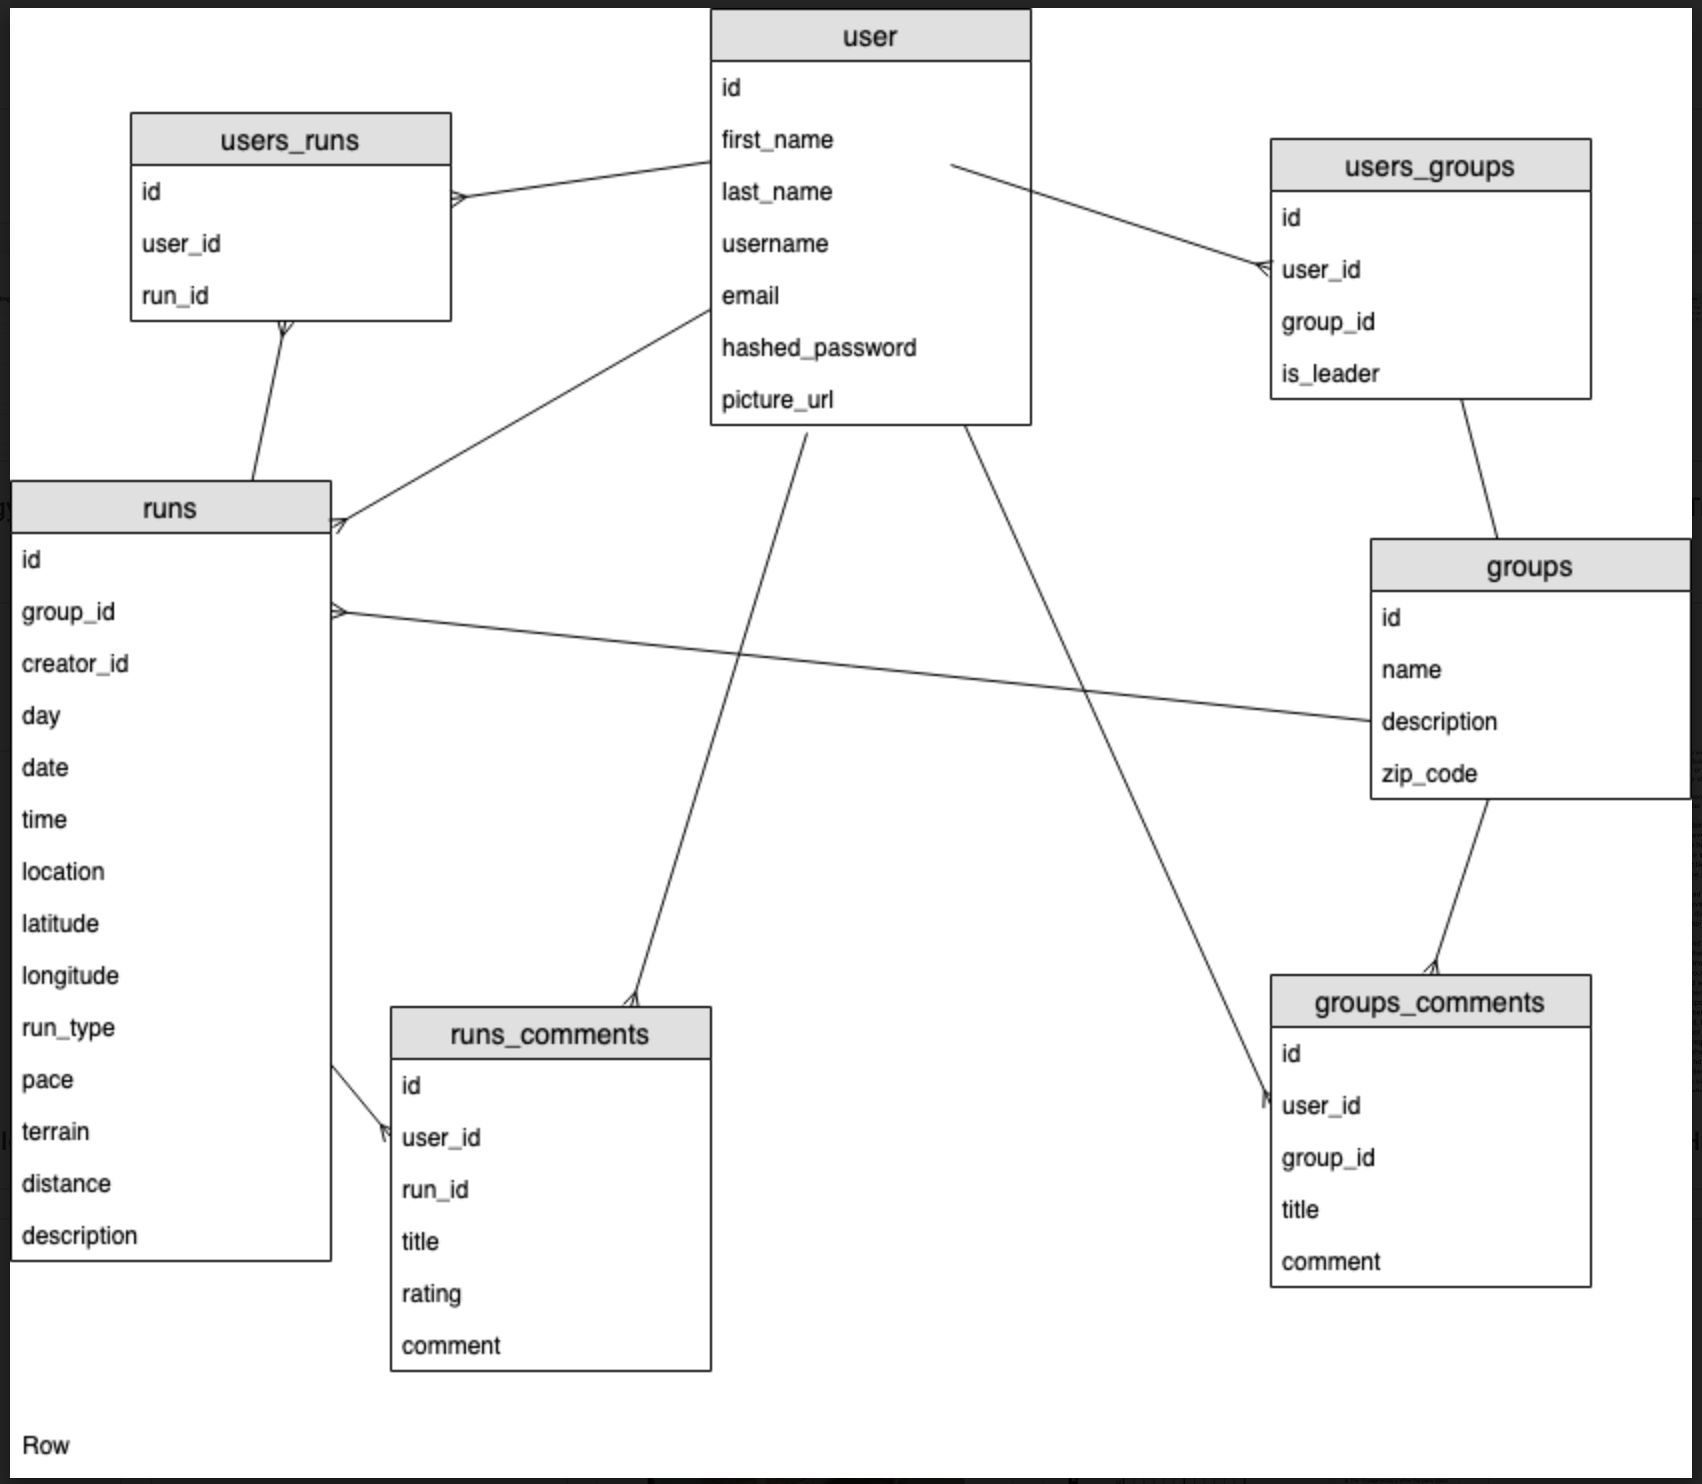 user
id
first_name
last_name
username
email
hashed_password
picture_url
users_runs
id
user_id
run_id
users_groups
id
user_id
group_id
is_leader
runs
id
group_id
creator_id
day
date
time
location
latitude
longitude
run_type
pace
terrain
distance
description
groups
id
name
description
zip_code
runs_comments
id
user_id
run_id
title
rating
comment
groups_comments
id
user_id
group_id
title
comment
Row